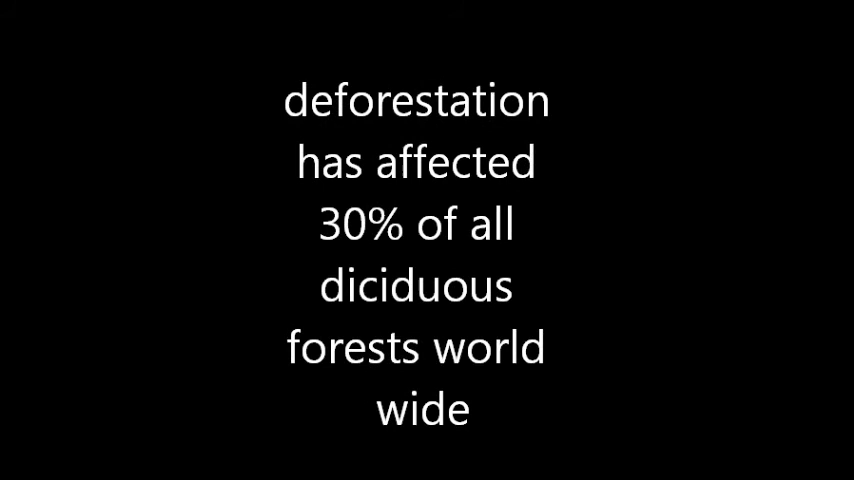 deforestation
has affected
30% of all
diciduous
forests world
wide